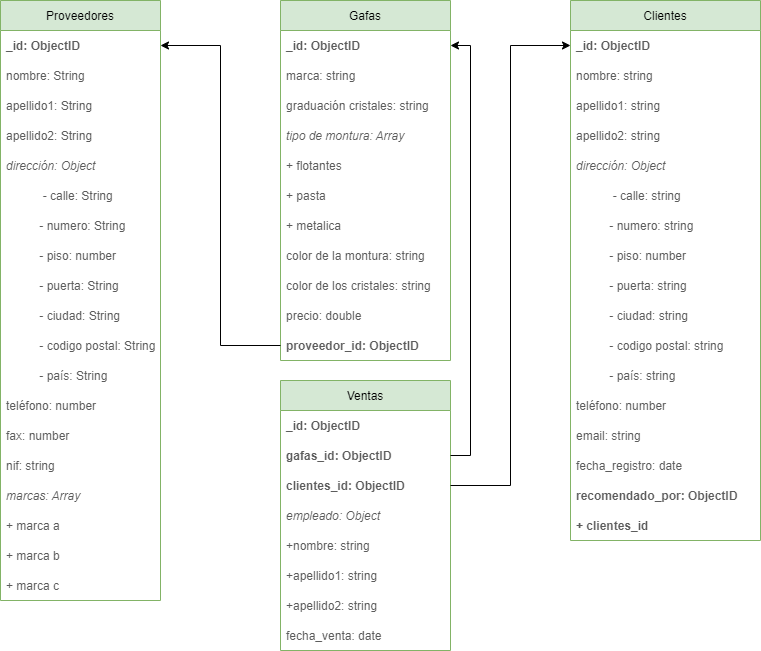 Proveedores
_id: ObjectID
nombre: String
apellido1: String
apellido2: String
dirección: Object
- calle: String
- numero: String
- piso: number
- puerta: String
- ciudad: String
- codigo postal: String
- país: String
teléfono: number
fax: number
nif: string
marcas: Array
+ marca a
+ marca b
+ marca c
Gafas
_id: ObjectID
marca: string
graduación cristales: string
tipo de montura: Array
+ flotantes
+ pasta
+ metalica
color de la montura: string
color de los cristales: string
precio: double
proveedor_id: ObjectID
Ventas
_id: ObjectID
gafas_id: ObjectID
clientes_id: ObjectID
empleado: Object
+nombre: string
+apellido1: string
+apellido2: string
fecha_venta: date
Clientes
_id: ObjectID
nombre: string
apellido1: string
apellido2: string
dirección: Object
- calle: string
- numero: string
- piso: number
- puerta: string
- ciudad: string
- codigo postal: string
- país: string
teléfono: number
email: string
fecha_registro: date
recomendado_por: ObjectID
+ clientes_id